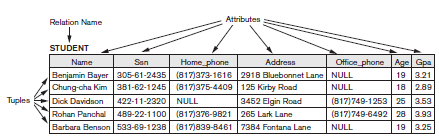 Relation Name
Attributes
STUDENT
Name Ssn Home_phone Address Office_phone Age Gpa
Tuples
Benjamin Bayer 305-61-2435 (817)373-1616 2918 Bluebonnet Lane NULL 19 3.21
Chung-cha Kim 381-62-1245 (817)375-4409 125 Kirby Road NULL 18 2.89
Dick Davidson 422-11-2320 NULL 3452 Elgin Road (817)749-1253 25 3.53
Rohan Panchal 489-22-1100 (817)376-9821 265 Lark Lane (817)749-6492 28 3.93
Barbara Benson 533-69-1238 (817)839-8461 7384 Fontana Lane NULL 19 3.25